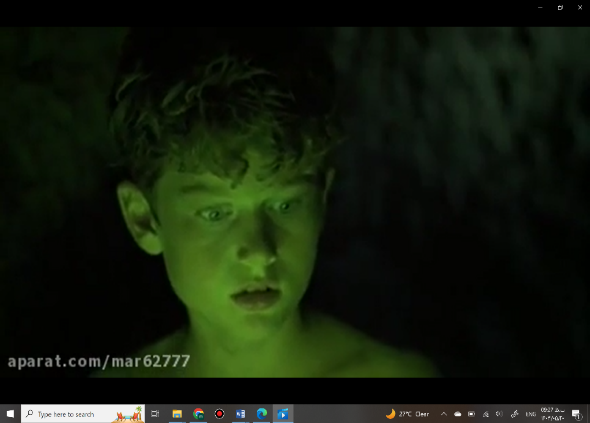 aparat.com/mar62777
Type here to search
27°C Clear
ENG